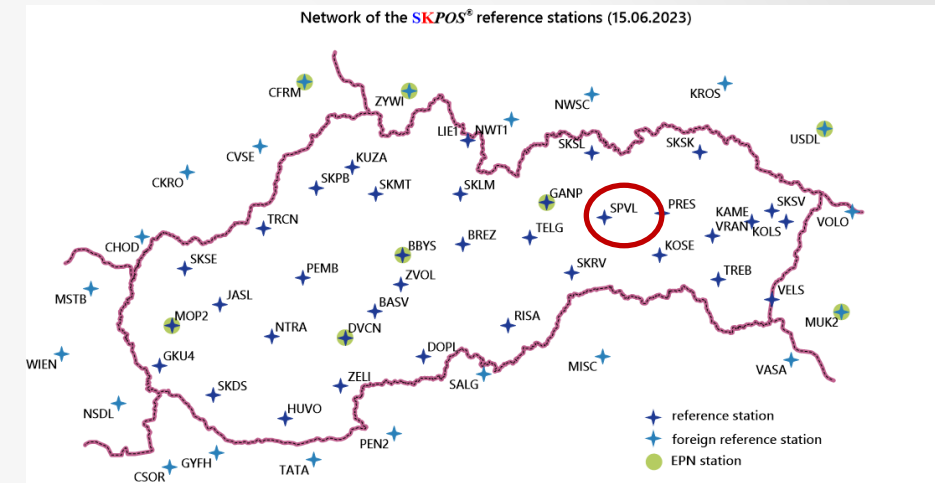 Network of the SKPOS® reference stations (15.06.2023)
CFRM
ZYWI
NWSC
KROS
LIE1
NWT1
USDL
CVSE
KUZA
SKSL
SKSK
CKRO
SKPB
SKMT
SKLM
GANP
SPVL
PRES
KAME
SKSV
TRCN
TELG
VRAN
KOLS
VOLO
CHOD
BREZ
BBYS
KOSE
SKSE
PEMB
ZVOL
SKRV
TREB
MSTB
JASL
BASV
VELS
MOP2
NTRA
DVCN
RISA
MUK2
WIEN
GKU4
DOPL
MISC
VASA
SKDS
ZELI
SALG
NSDL
HUVO
PEN2
CSOR
GYFH
TATA
reference station
foreign reference station
EPN station